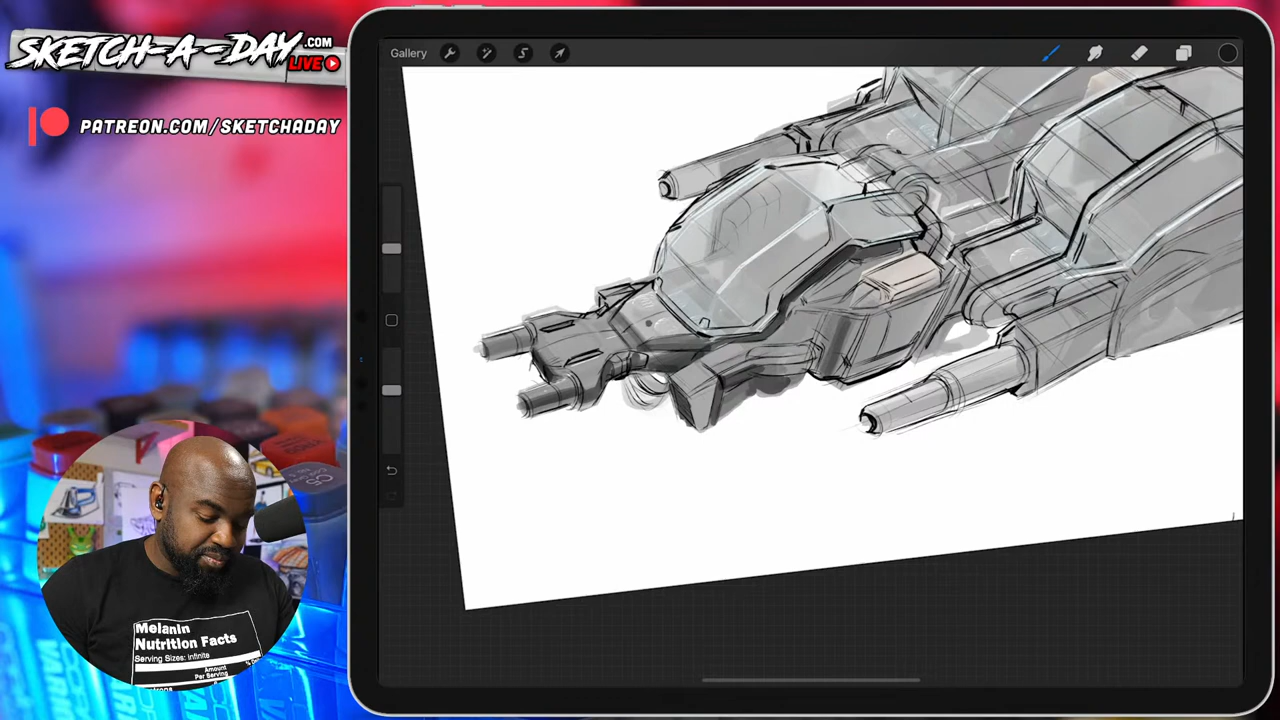 SKETCH-A-DAY.COM
LIVE
PATREON.COM/SKETCHADAY
Gallery
Melanin
Nutrition Facts
Serving Sizes: infinite
Amount
Per Serving